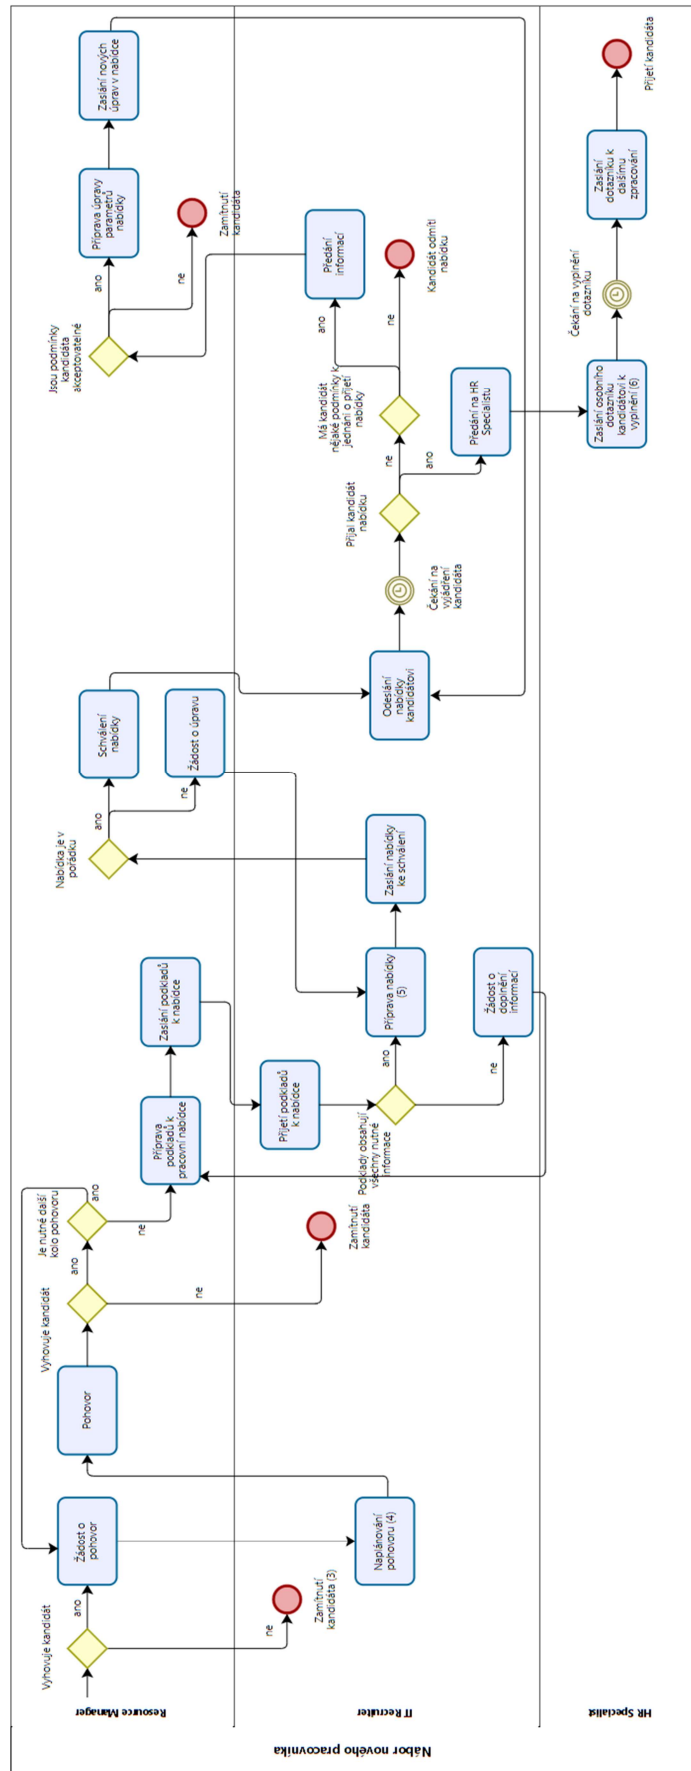 Nábor nového pracovníka
Resource Manager
IT Recruiter
HR Specialist
Vyhovuje kandidát
ano
ne
Zamítnutí
kandidáta (3)
Žádost o
pohovor
Naplánování
pohovoru (4)
Pohovor
Vyhovuje kandidát
ano
ne
Zamítnutí
kandidáta
Je nutné další
kolo pohovoru
ano
ne
Příprava
podkladů k
pracovní nabídce
Zaslání podkladů
k nabídce
Přijetí podkladů
k nabídce
Podklady obsahují
všechny nutné
informace
ano
ne
Příprava nabídky
(5)
Žádost o
doplnění
informací
Zaslání nabídky
ke schválení
Nabídka je v
pořádku
ano
ne
Schválení
nabídky
Žádost o úpravu
Odeslání
nabídky
kandidátovi
Čekání na
vyjádření
kandidáta
Přijal kandidát
nabídku
ne
ano
Předání na HR
Specialistu
Má kandidát
nějaké podmínky k
jednání o přijetí
nabídky
ano
ne
Předání
informací
Kandidát odmítl
nabídku
Jsou podmínky
kandidáta
akceptovatelné
ano
ne
Zamítnutí
kandidáta
Příprava úpravy
parametrů
nabídky
Zaslání nových
úprav v nabídce
Zaslání osobního
dotazníku
kandidátovi k
vyplnění (6)
Čekání na vyplnění
dotazníku
Zaslání
dotazníku k
dalšímu
zpracování
Přijetí kandidáta